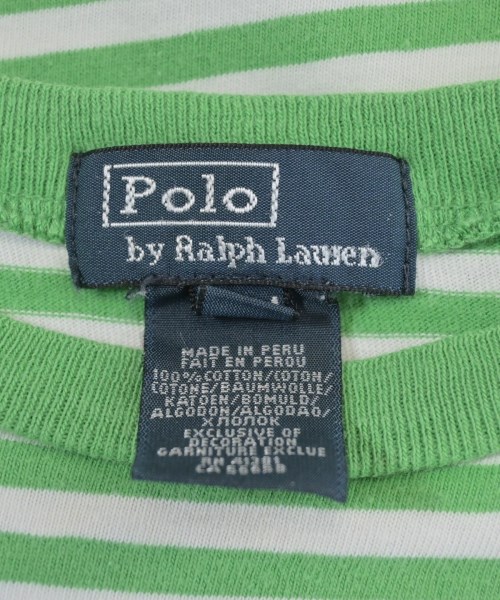 Polo
by Ralph Lauren
MADE IN PERU
FAIT EN PEROU
100% COTTON/COTON/
COTONE/BAUMWOLLE/
KATOEN/BOMULD/
ALGODON/ALGODAO/
ХЛОПОК
EXCLUSIVE OF
DECORATION
GARNITURE EXCLUE